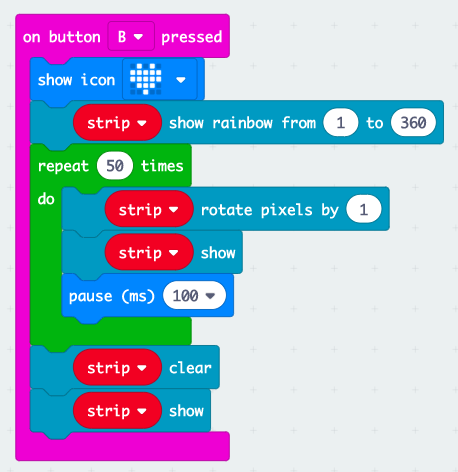 on button B pressed
show icon
strip show rainbow from 1 to 360
repeat 50 times
do
strip rotate pixels by 1
strip show
pause (ms) 100
strip clear
strip show